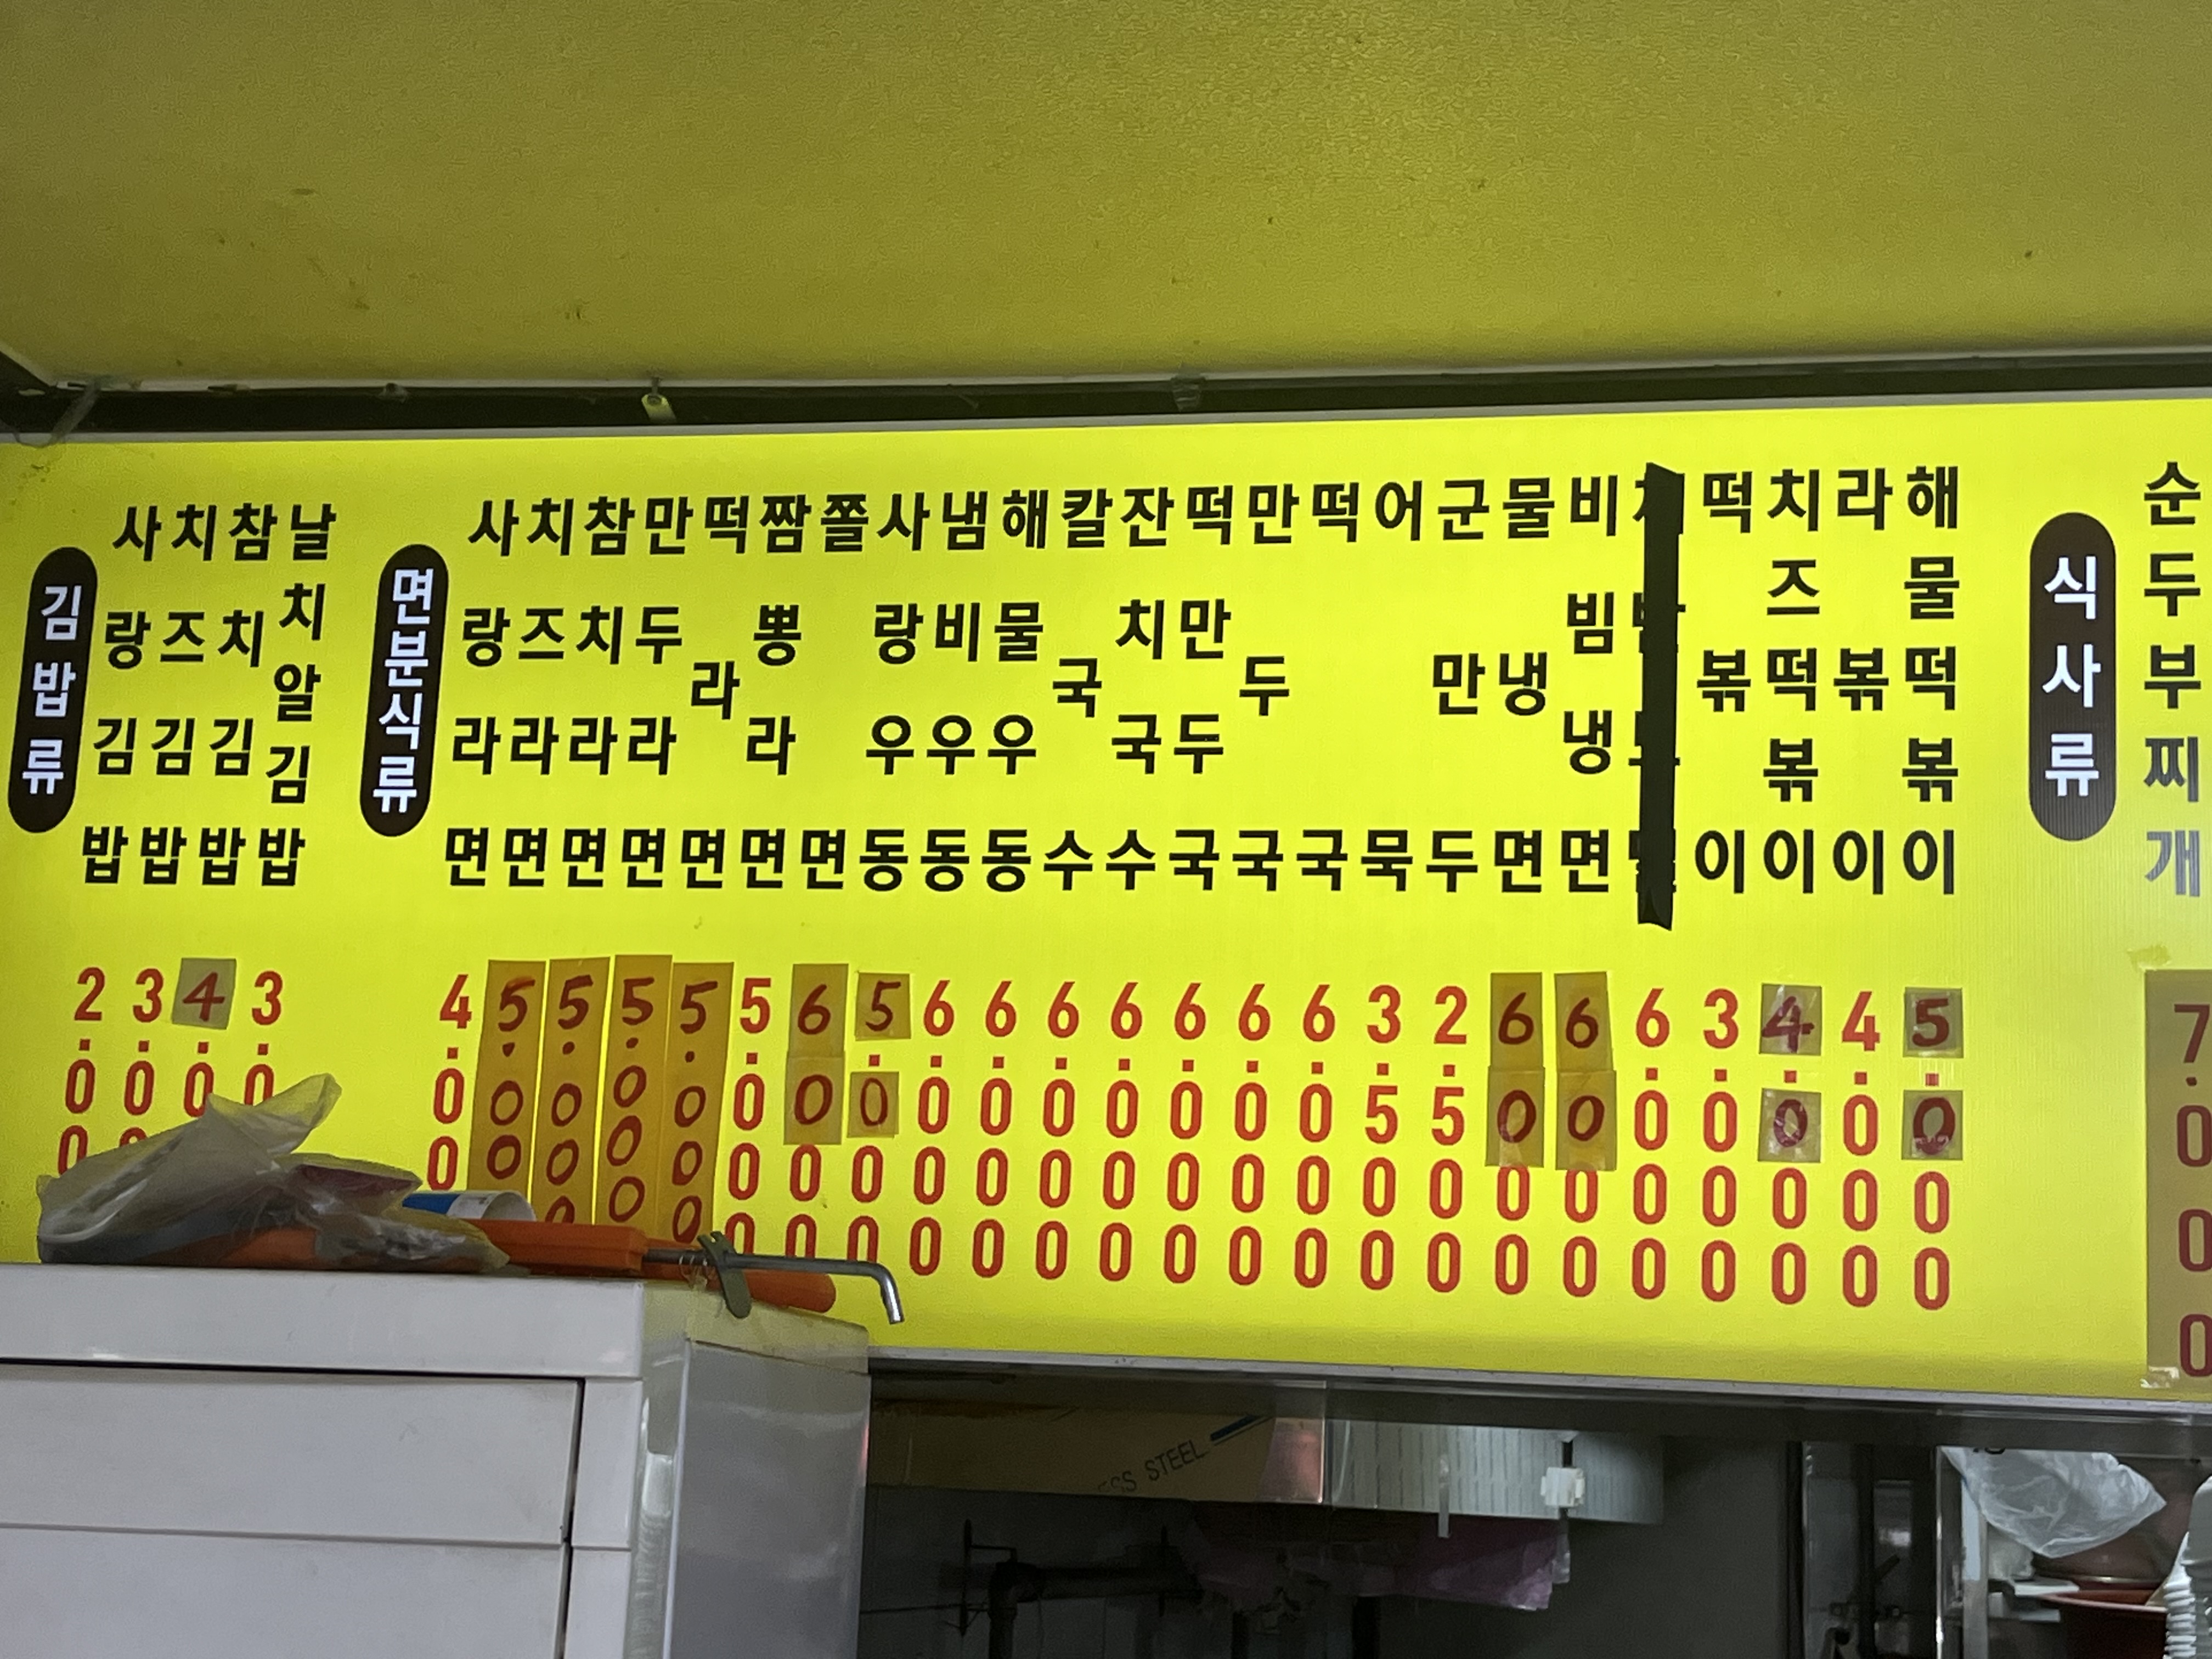 김밥류
사랑김밥 2.00
치즈김밥 3.0
참치김밥 4.0
날치알김밥 3.0
면분식류
사랑라면 4.00
치즈라면 5.00
참치라면 5.000
만두라면 5.000
떡라면 5.000
짬뽕라면 5.000
쫄면 6.000
사랑우동 5.000
냄비우동 6.000
해물우동 6.000
칼국수 6.000
잔치국수 6.000
떡만두국 6.000
만두국 6.000
떡국 6.000
어묵 3.500
군만두 2.500
물냉면 6.000
비빔냉면 6.000
6.000
떡볶이 3.000
치즈떡볶이 4.000
라볶이 4.000
해물떡볶이 5.000
식사류
순두부찌개 7.000
STEEL